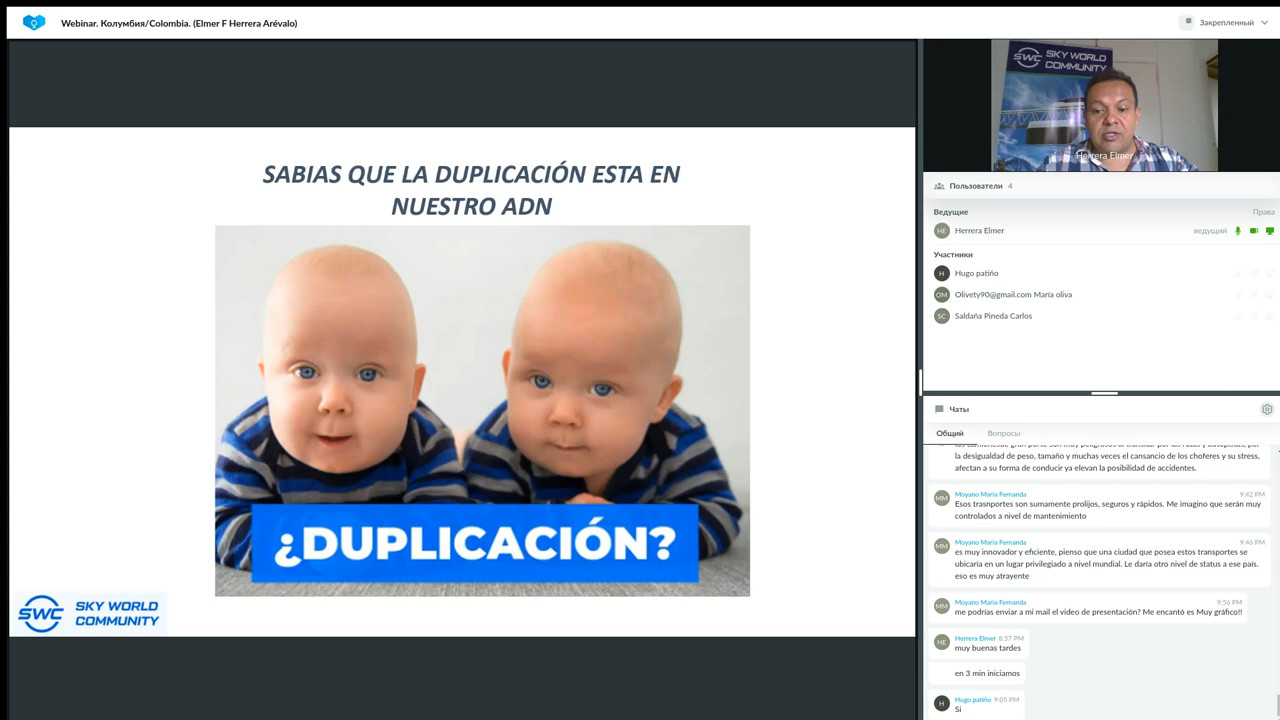 Webinar. Колумбия/Colombia. (Elmer F Herrera Arévalo)
Закрепленный
SABIAS QUE LA DUPLICACIÓN ESTA EN
NUESTRO ADN
¿DUPLICACIÓN?
SWC SKY WORLD
COMMUNITY
SWC SKY WORLD
COMMUNITY
Herrera Elmer
Пользователи 4
Ведущие Права
HE Herrera Elmer ведущий
Участники
H Hugo patiño
OM Olivety90@gmail.com Maria oliva
SC Saldaña Pineda Carlos
Чаты
Общий Вопросы
la desigualdad de peso, tamaño y muchas veces el cansancio de los choferes y su stress,
afectan a su forma de conducir ya elevan la posibilidad de accidentes.
MM Moyano Maria Fernanda 9:42 PM
Esos trasnportes son sumamente prolijos, seguros y rápidos. Me imagino que serán muy
controlados a nivel de mantenimiento
MM Moyano Maria Fernanda 9:46 PM
es muy innovador y eficiente, pienso que una ciudad que posea estos transportes se
ubicaría en un lugar privilegiado a nivel mundial. Le daría otro nivel de status a ese pais.
eso es muy atrayente
MM Moyano Maria Fernanda 9:56 PM
me podrías enviar a mi mail el video de presentación? Me encantó es Muy gráfico!!
HE Herrera Elmer 8:57 PM
muy buenas tardes
en 3 min iniciamos
H Hugo patiño 9:05 PM
Si